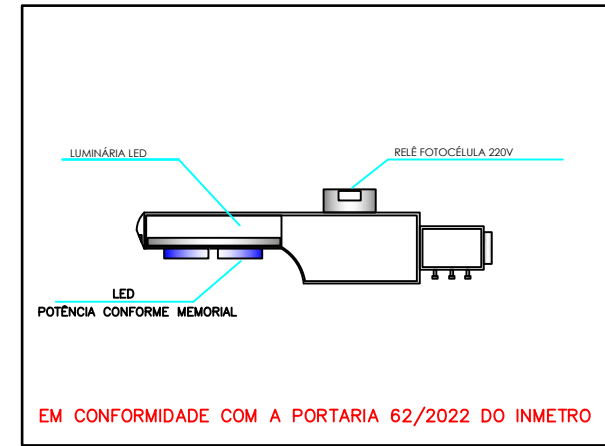 LUMINÁRIA LED
RELÊ FOTOCÉLULA 220V
LED
POTÊNCIA CONFORME MEMORIAL
EM CONFORMIDADE COM A PORTARIA 62/2022 DO INMETRO